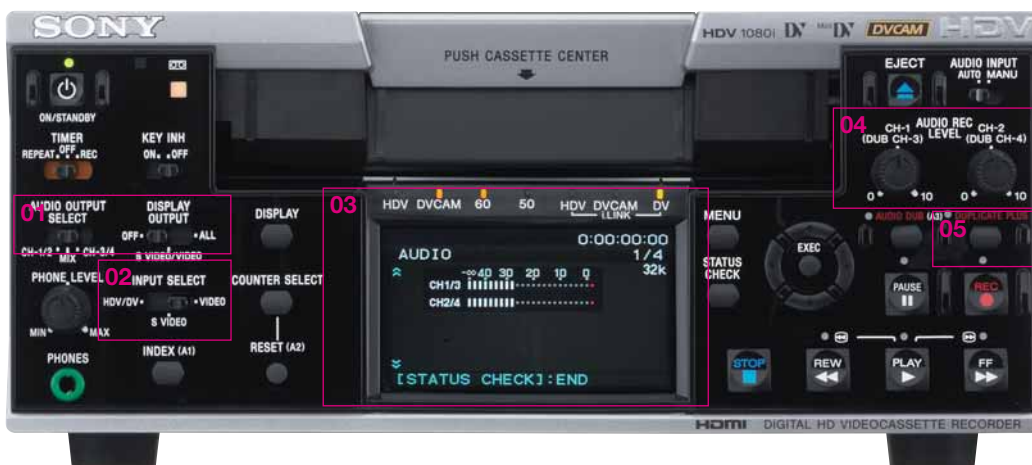 SONY
PUSH CASSETTE CENTER
HDV 1080i DV Mini DV DVCAM HDV
ON/STANDBY
TIMER
REPEAT OFF REC
KEY INH
ON OFF
EJECT
AUDIO INPUT
AUTO MANU
04
AUDIO REC
LEVEL
CH-1
(DUB CH-3)
CH-2
(DUB CH-4)
0 10
0 10
01
AUDIO OUTPUT
SELECT
CH-1/2 MIX CH-3/4
DISPLAY
OUTPUT
OFF ALL
S VIDEO/VIDEO
DISPLAY
02
PHONE LEVEL
MIN MAX
INPUT SELECT
HDV/DV VIDEO
S VIDEO
COUNTER SELECT
RESET (A2)
PHONES
INDEX (A1)
03
HDV DVCAM 60 50 HDV DVCAM DV
i.LINK
0:00:00:00
AUDIO 1/4
32k
-∞ 40 30 20 10 0
CH1/3
CH2/4
[STATUS CHECK]:END
MENU
STATUS
CHECK
EXEC
AUDIO DUB (A3)
DUPLICATE PLUS
05
PAUSE
REC
STOP
REW
PLAY
FF
HDMI DIGITAL HD VIDEOCASSETTE RECORDER